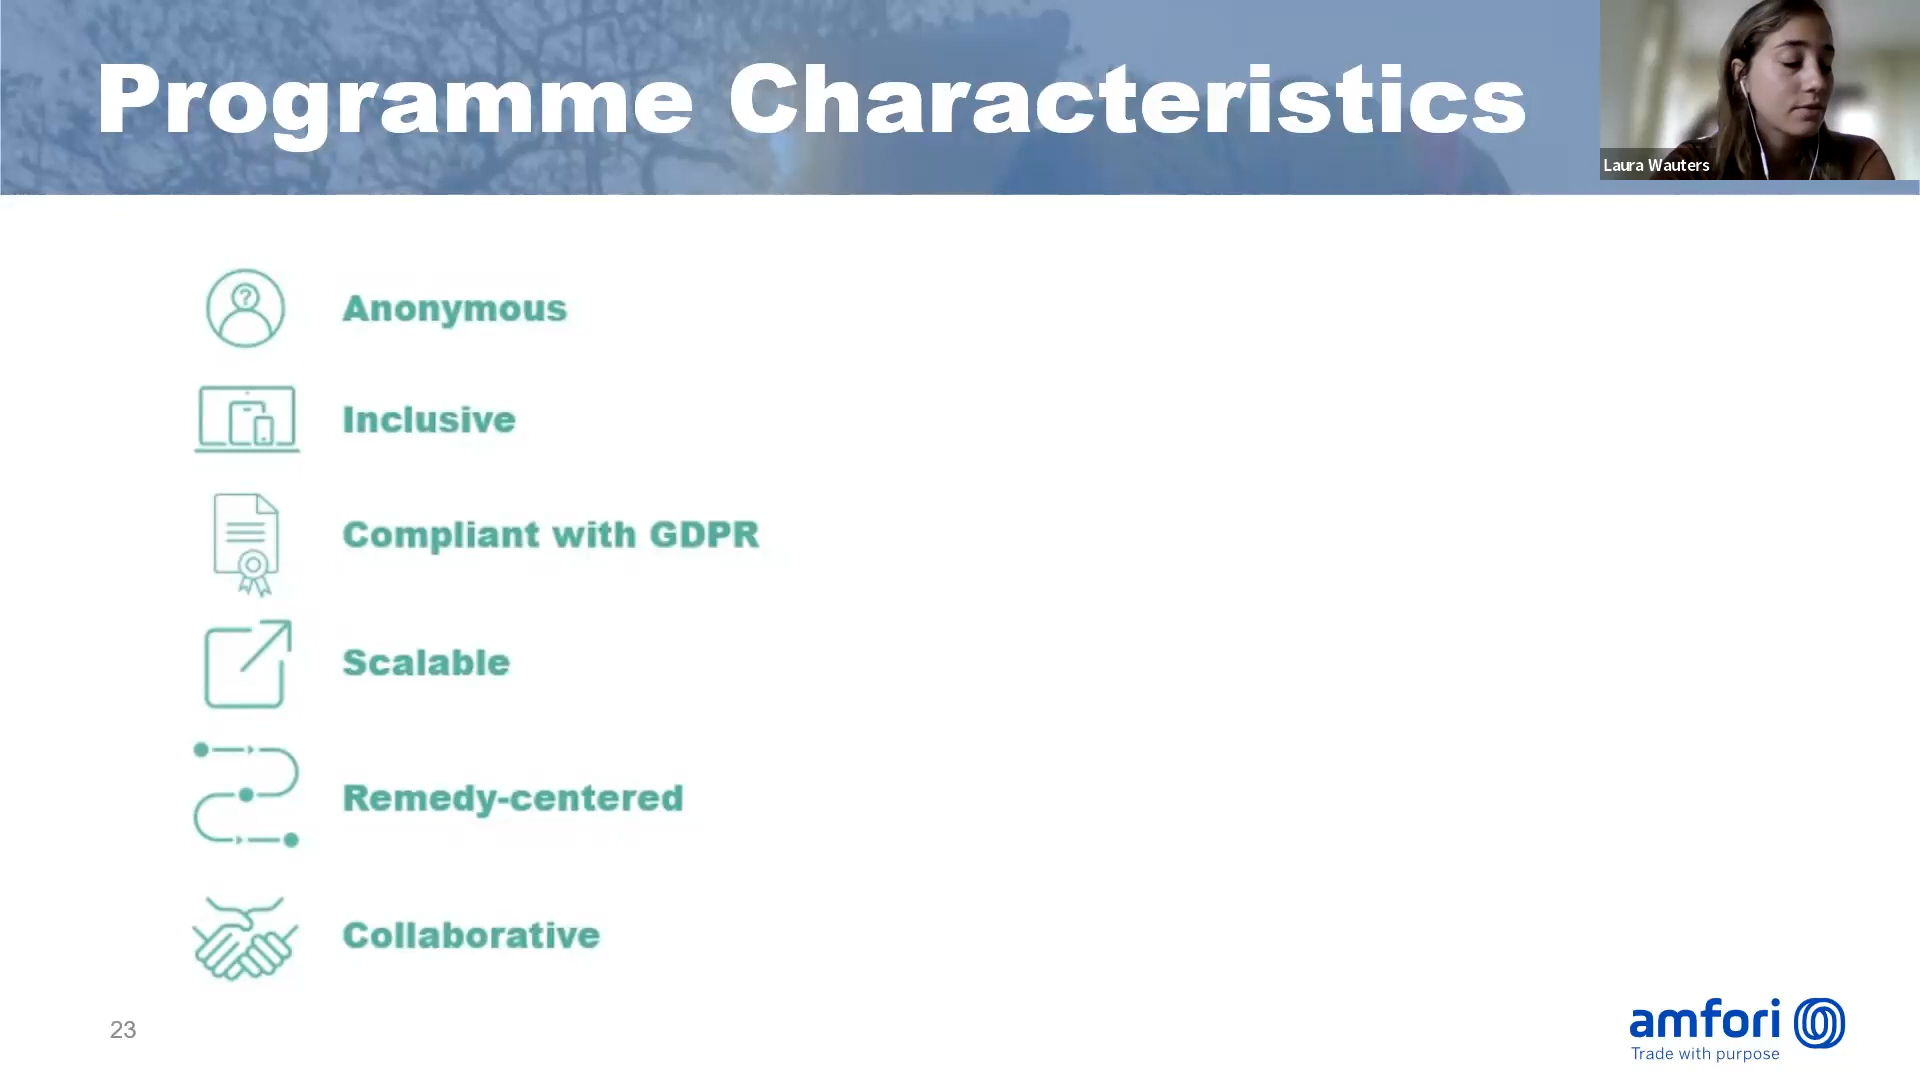 Programme Characteristics
Laura Wauters
?
Anonymous
Inclusive
Compliant with GDPR
Scalable
Remedy-centered
Collaborative
23
amfori
Trade with purpose